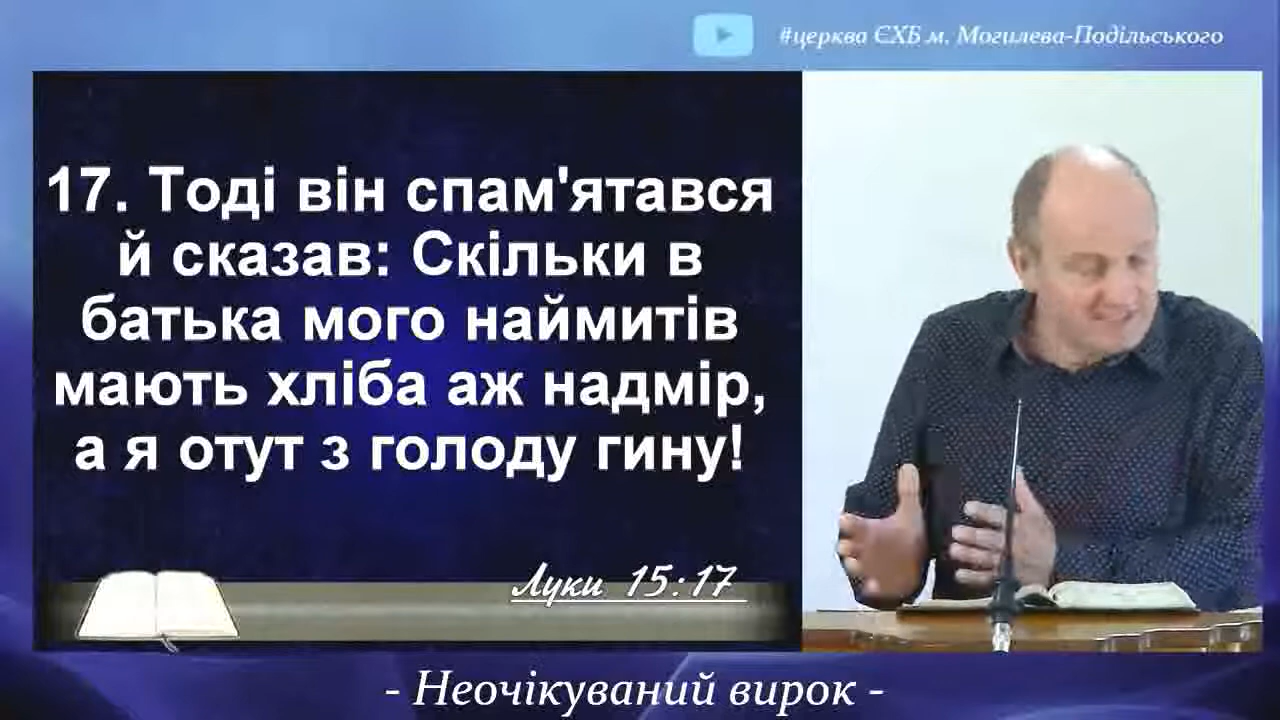 #церква ЄХБ м. Могилева-Подільського
17. Тоді він спам'ятався
й сказав: Скільки в
батька мого наймитів
мають хліба аж надмір,
а я отут з голоду гину!
Луки 15:17
- Неочікуваний вирок -